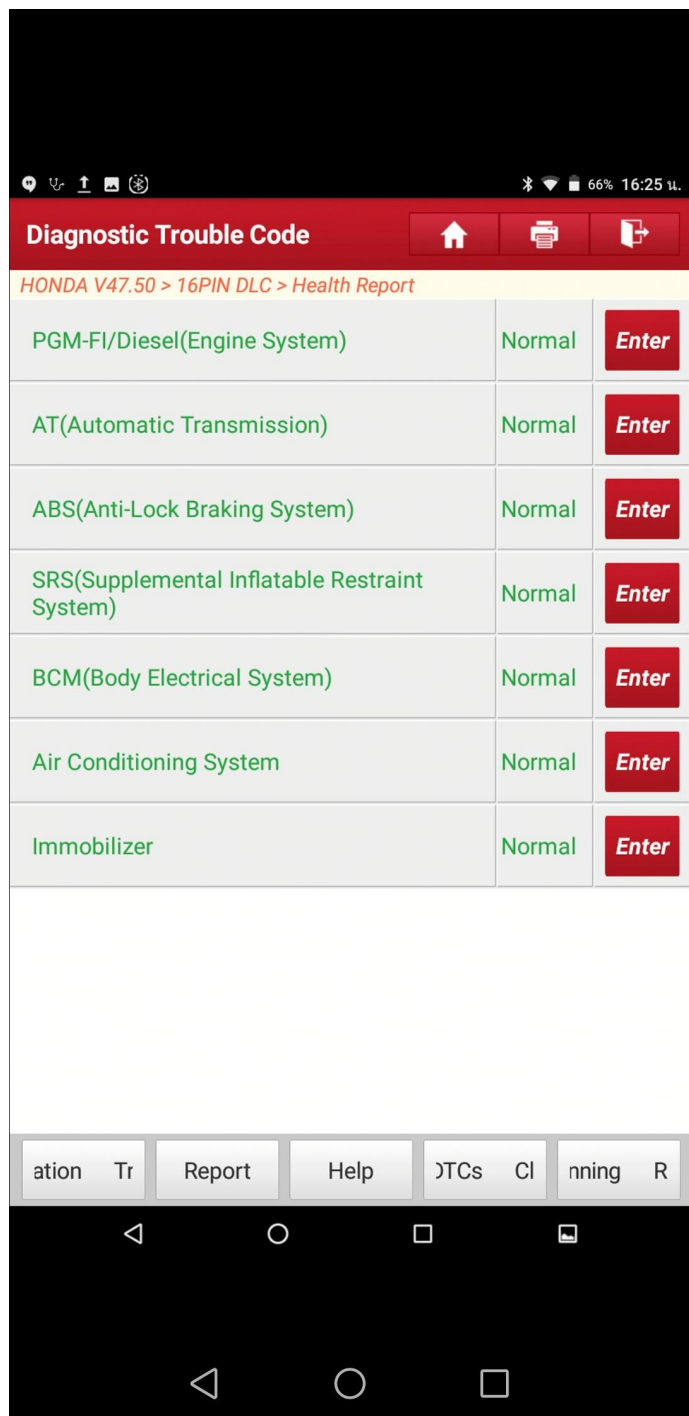 66% 16:25 น.
Diagnostic Trouble Code
HONDA V47.50 > 16PIN DLC > Health Report
PGM-FI/Diesel(Engine System) Normal Enter
AT(Automatic Transmission) Normal Enter
ABS(Anti-Lock Braking System) Normal Enter
SRS(Supplemental Inflatable Restraint
System) Normal Enter
BCM(Body Electrical System) Normal Enter
Air Conditioning System Normal Enter
Immobilizer Normal Enter
ation Tr Report Help DTCs Cl nning R